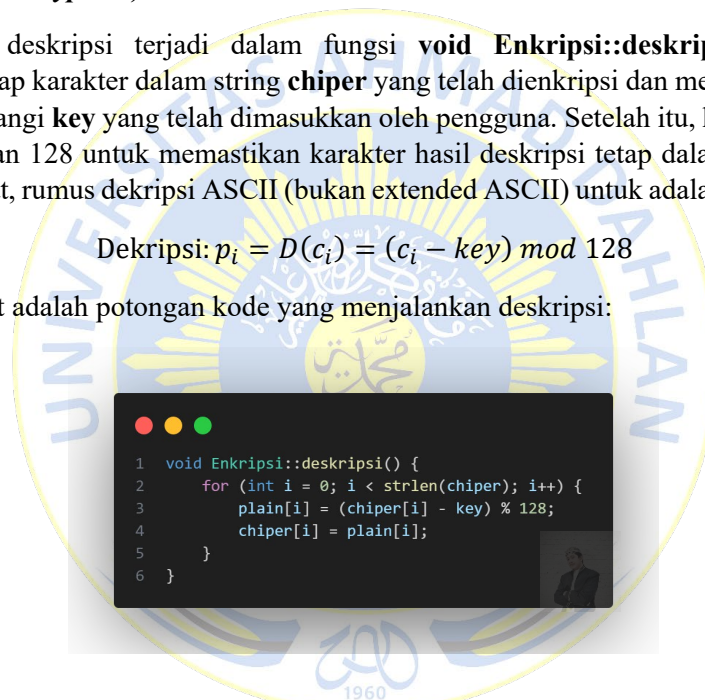 deskripsi terjadi dalam fungsi void Enkripsi::deskrip
ap karakter dalam string chiper yang telah dienkripsi dan me
angi key yang telah dimasukkan oleh pengguna. Setelah itu,
an 128 untuk memastikan karakter hasil deskripsi tetap dala
t, rumus dekripsi ASCII (bukan extended ASCII) untuk adala
Dekripsi: pᵢ = D(cᵢ) = (cᵢ − key) mod 128
t adalah potongan kode yang menjalankan deskripsi:
1 void Enkripsi::deskripsi() {
2     for (int i = 0; i < strlen(chiper); i++) {
3         plain[i] = (chiper[i] - key) % 128;
4         chiper[i] = plain[i];
5     }
6 }
UNIVERSITAS AHMAD DAHLAN
1960